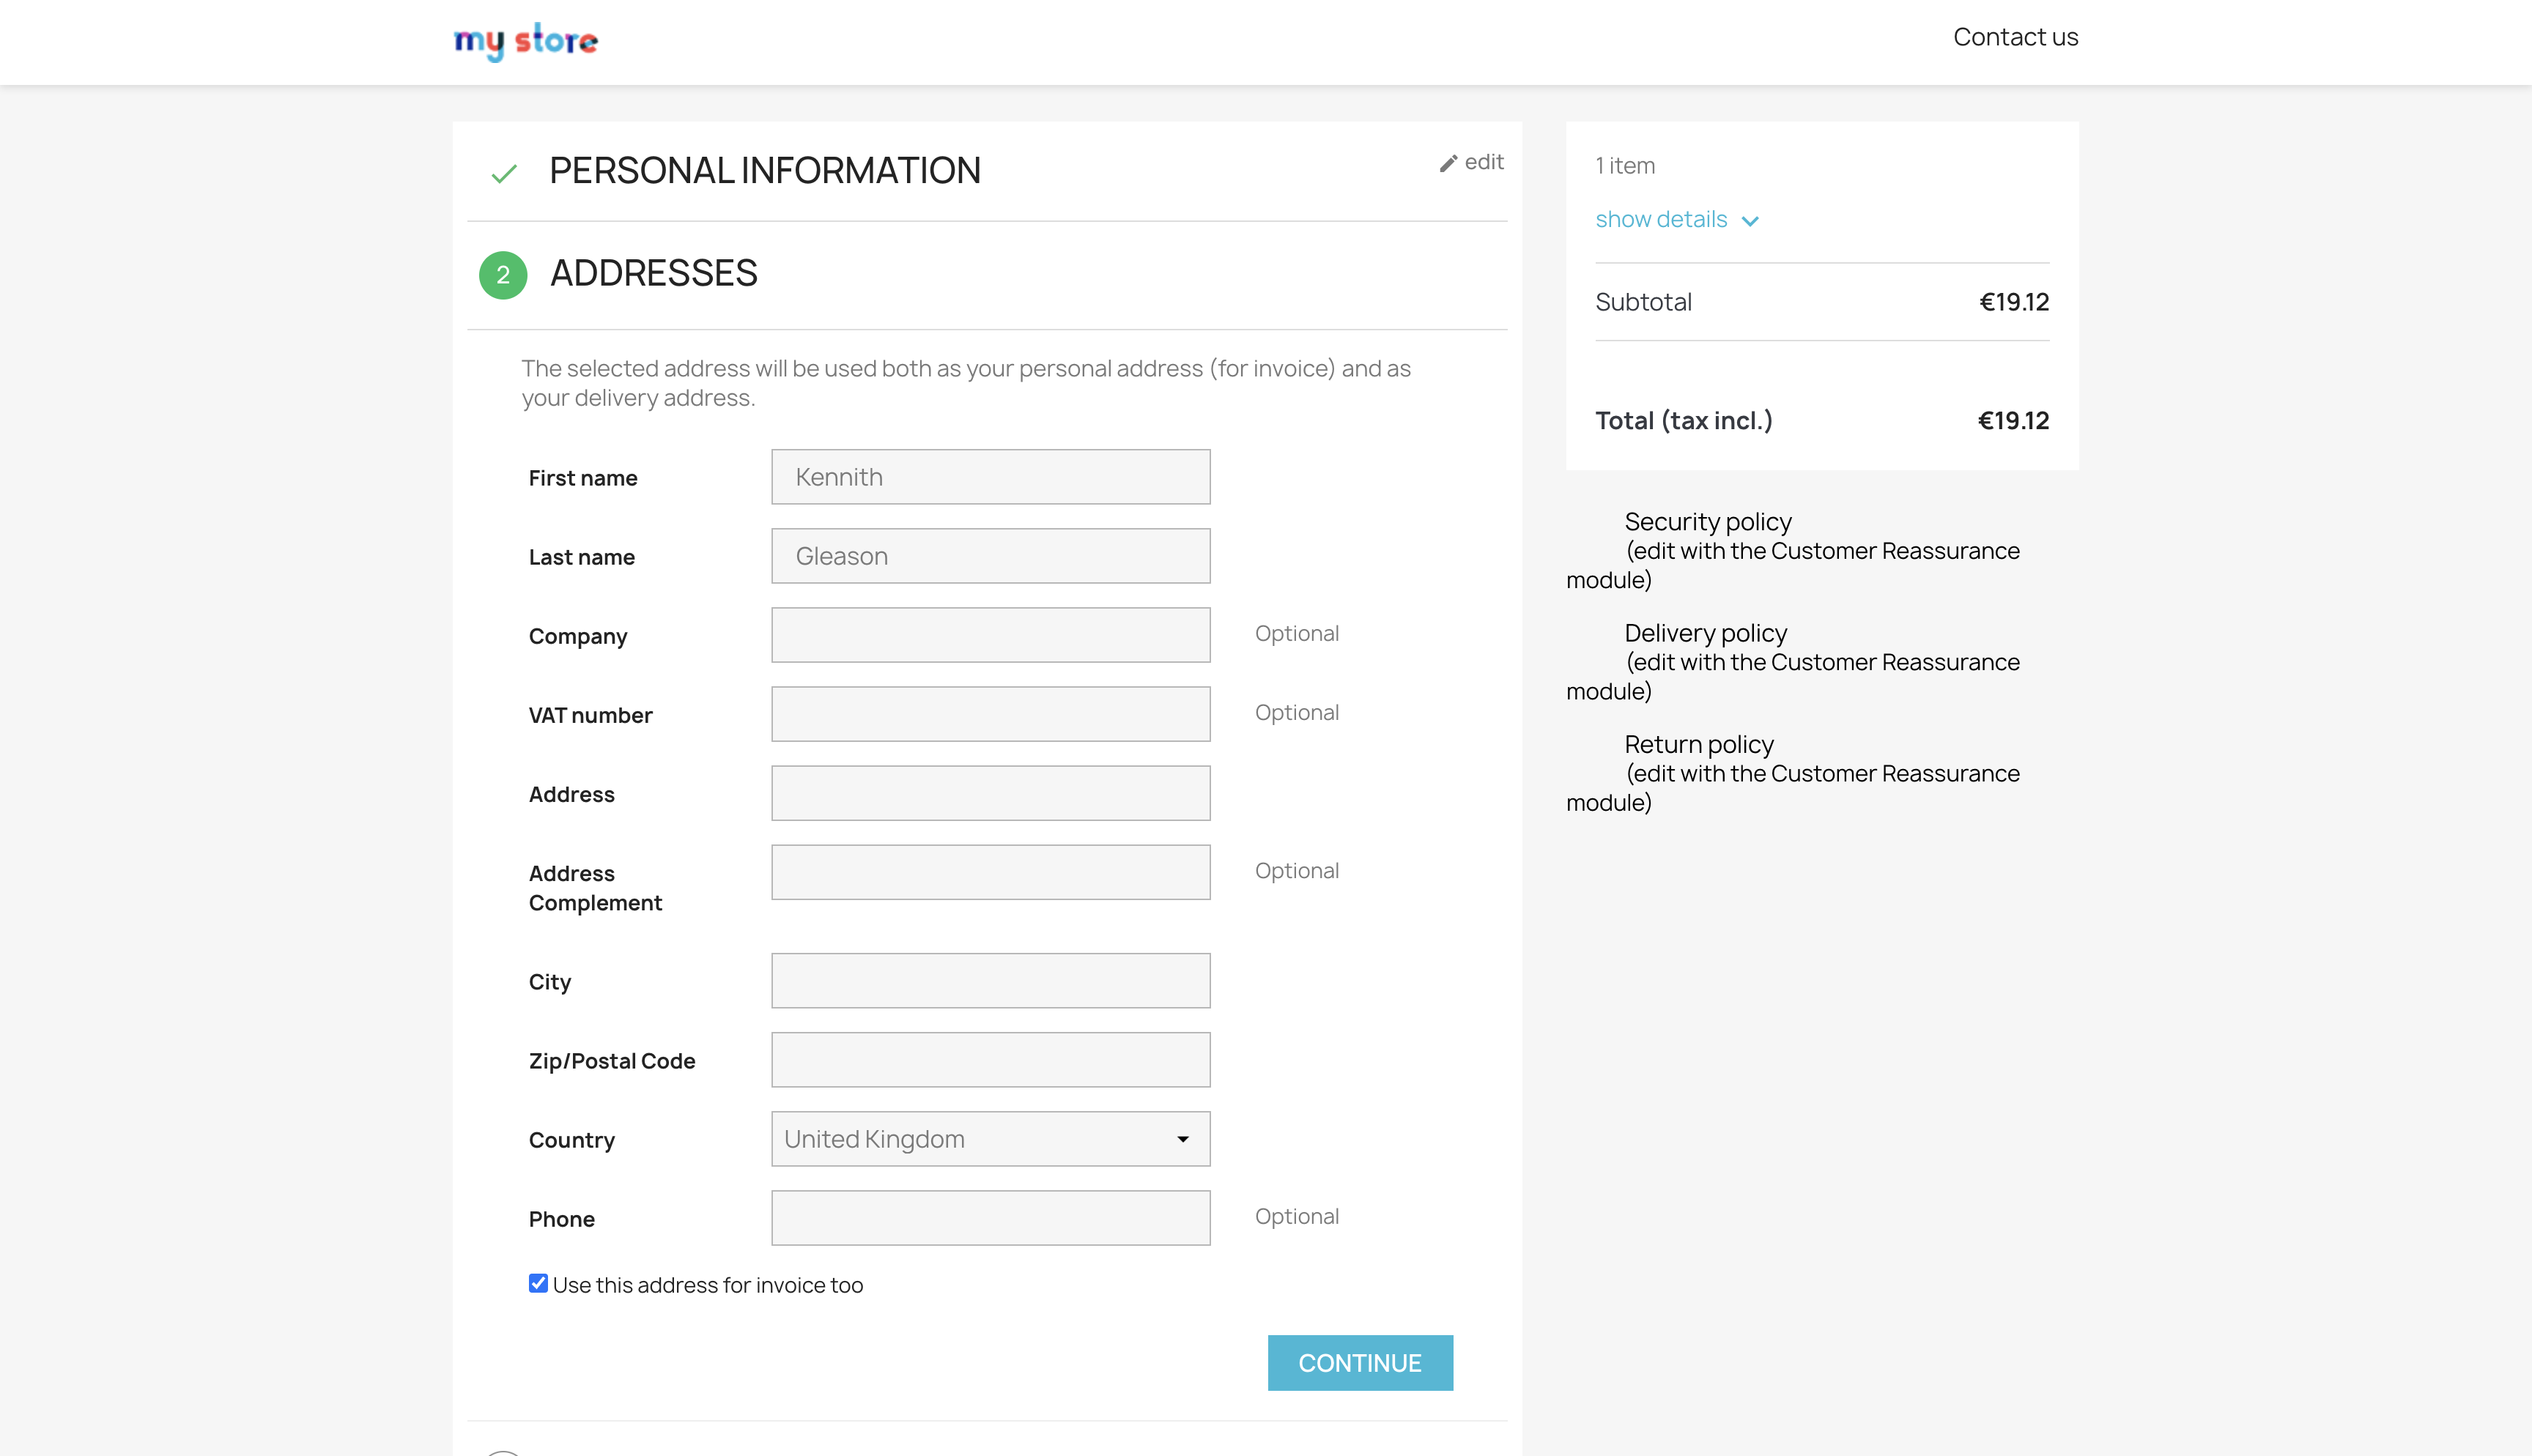 my store
Contact us
PERSONAL INFORMATION
edit
2 ADDRESSES
The selected address will be used both as your personal address (for invoice) and as
your delivery address.
First name Kennith
Last name Gleason
Company Optional
VAT number Optional
Address
Address
Complement Optional
City
Zip/Postal Code
Country United Kingdom
Phone Optional
Use this address for invoice too
CONTINUE
1 item
show details
Subtotal €19.12
Total (tax incl.) €19.12
Security policy
(edit with the Customer Reassurance
module)
Delivery policy
(edit with the Customer Reassurance
module)
Return policy
(edit with the Customer Reassurance
module)